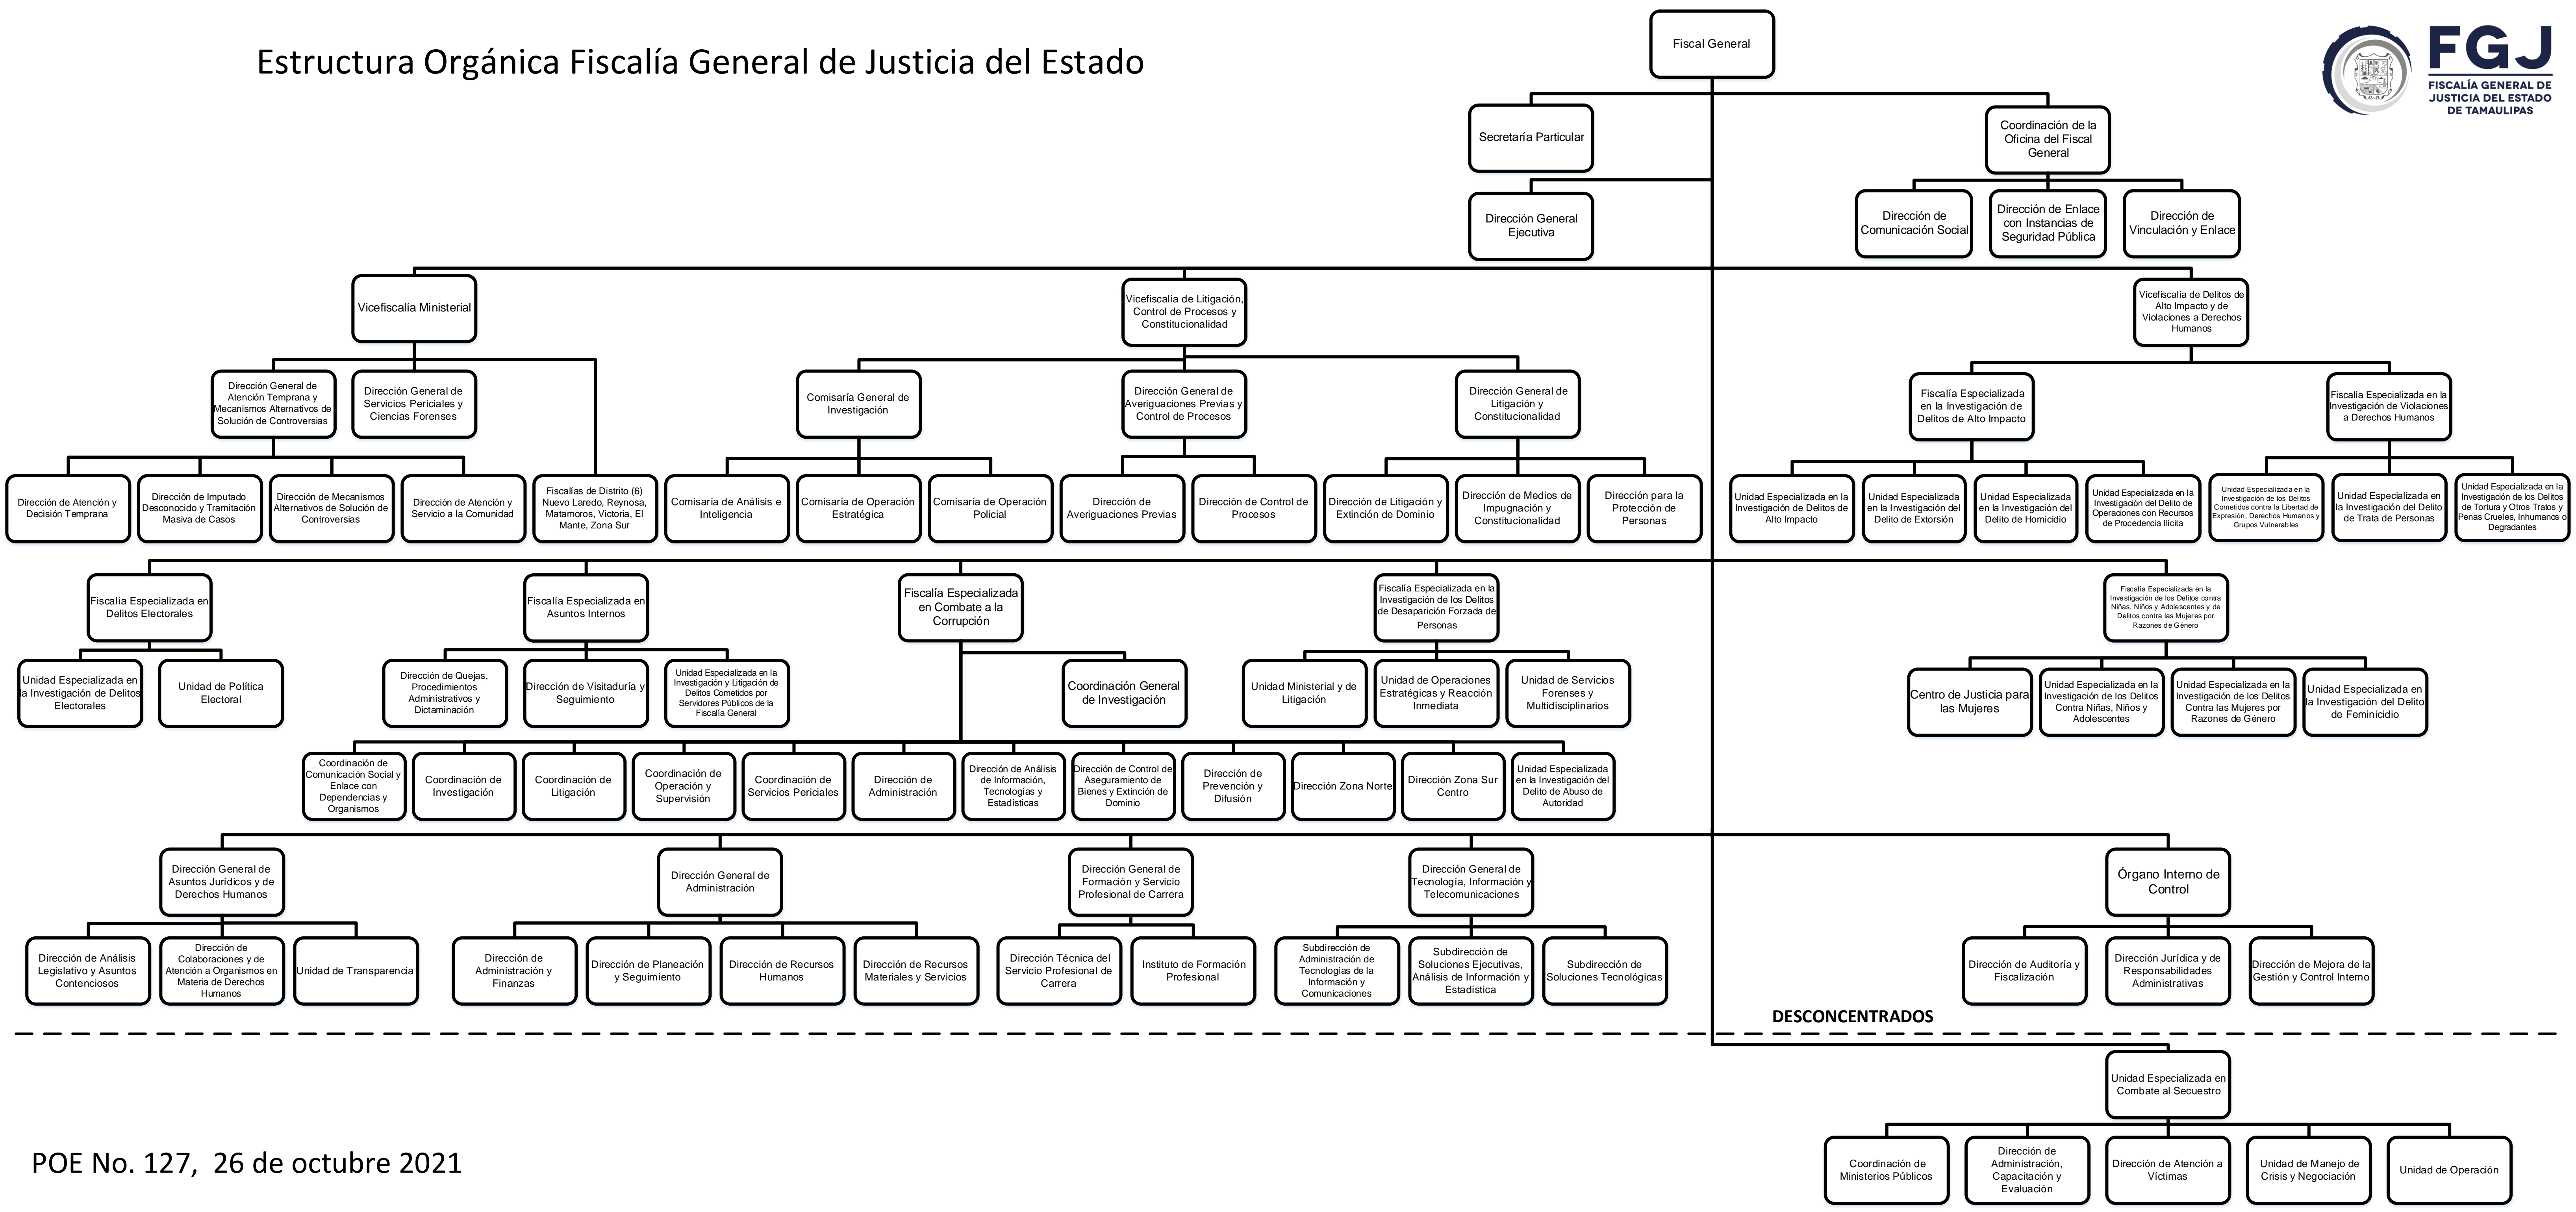 Estructura Orgánica Fiscalía General de Justicia del Estado
Fiscal General
FGJ
FISCALÍA GENERAL DE
JUSTICIA DEL ESTADO
DE TAMAULIPAS
Secretaría Particular
Coordinación de la
Oficina del Fiscal
General
Dirección General
Ejecutiva
Dirección de
Comunicación Social
Dirección de Enlace
con Instancias de
Seguridad Pública
Dirección de
Vinculación y Enlace
Vicefiscalía Ministerial
Vicefiscalía de Litigación,
Control de Procesos y
Constitucionalidad
Vicefiscalía de Delitos de
Alto Impacto y de
Violaciones a Derechos
Humanos
Dirección General de
Atención Temprana y
Mecanismos Alternativos de
Solución de Controversias
Dirección General de
Servicios Periciales y
Ciencias Forenses
Comisaría General de
Investigación
Dirección General de
Averiguaciones Previas y
Control de Procesos
Dirección General de
Litigación y
Constitucionalidad
Fiscalía Especializada
en la Investigación de
Delitos de Alto Impacto
Fiscalía Especializada en la
Investigación de Violaciones
a Derechos Humanos
Dirección de Atención y
Decisión Temprana
Dirección de Imputado
Desconocido y Tramitación
Masiva de Casos
Dirección de Mecanismos
Alternativos de Solución de
Controversias
Dirección de Atención y
Servicio a la Comunidad
Fiscalías de Distrito (6)
Nuevo Laredo, Reynosa,
Matamoros, Victoria, El
Mante, Zona Sur
Comisaría de Análisis e
Inteligencia
Comisaría de Operación
Estratégica
Comisaría de Operación
Policial
Dirección de
Averiguaciones Previas
Dirección de Control de
Procesos
Dirección de Litigación y
Extinción de Dominio
Dirección de Medios de
Impugnación y
Constitucionalidad
Dirección para la
Protección de
Personas
Unidad Especializada en la
Investigación de Delitos de
Alto Impacto
Unidad Especializada
en la Investigación del
Delito de Extorsión
Unidad Especializada
en la Investigación del
Delito de Homicidio
Unidad Especializada en la
Investigación del Delito de
Operaciones con Recursos
de Procedencia Ilícita
Unidad Especializada en la
Investigación de los Delitos
Cometidos contra la Libertad de
Expresión, Derechos Humanos y
Grupos Vulnerables
Unidad Especializada en
la Investigación del Delito
de Trata de Personas
Unidad Especializada en la
Investigación de los Delitos
de Tortura y Otros Tratos y
Penas Crueles, Inhumanos o
Degradantes
Fiscalía Especializada en
Delitos Electorales
Fiscalía Especializada en
Asuntos Internos
Fiscalía Especializada
en Combate a la
Corrupción
Fiscalía Especializada en la
Investigación de los Delitos
de Desaparición Forzada de
Personas
Fiscalía Especializada en la
Investigación de los Delitos contra
Niñas, Niños y Adolescentes y de
Delitos contra las Mujeres por
Razones de Género
Unidad Especializada en
la Investigación de Delitos
Electorales
Unidad de Política
Electoral
Dirección de Quejas,
Procedimientos
Administrativos y
Dictaminación
Dirección de Visitaduría y
Seguimiento
Unidad Especializada en la
Investigación y Litigación de
Delitos Cometidos por
Servidores Públicos de la
Fiscalía General
Coordinación General
de Investigación
Unidad Ministerial y de
Litigación
Unidad de Operaciones
Estratégicas y Reacción
Inmediata
Unidad de Servicios
Forenses y
Multidisciplinarios
Centro de Justicia para
las Mujeres
Unidad Especializada en la
Investigación de los Delitos
Contra Niñas, Niños y
Adolescentes
Unidad Especializada en la
Investigación de los Delitos
Contra las Mujeres por
Razones de Género
Unidad Especializada en
la Investigación del Delito
de Feminicidio
Coordinación de
Comunicación Social y
Enlace con
Dependencias y
Organismos
Coordinación de
Investigación
Coordinación de
Litigación
Coordinación de
Operación y
Supervisión
Coordinación de
Servicios Periciales
Dirección de
Administración
Dirección de Análisis
de Información,
Tecnologías y
Estadísticas
Dirección de Control de
Aseguramiento de
Bienes y Extinción de
Dominio
Dirección de
Prevención y
Difusión
Dirección Zona Norte
Dirección Zona Sur
Centro
Unidad Especializada
en la Investigación del
Delito de Abuso de
Autoridad
Dirección General de
Asuntos Jurídicos y de
Derechos Humanos
Dirección General de
Administración
Dirección General de
Formación y Servicio
Profesional de Carrera
Dirección General de
Tecnología, Información y
Telecomunicaciones
Órgano Interno de
Control
Dirección de Análisis
Legislativo y Asuntos
Contenciosos
Dirección de
Colaboraciones y de
Atención a Organismos en
Materia de Derechos
Humanos
Unidad de Transparencia
Dirección de
Administración y
Finanzas
Dirección de Planeación
y Seguimiento
Dirección de Recursos
Humanos
Dirección de Recursos
Materiales y Servicios
Dirección Técnica del
Servicio Profesional de
Carrera
Instituto de Formación
Profesional
Subdirección de
Administración de
Tecnologías de la
Información y
Comunicaciones
Subdirección de
Soluciones Ejecutivas,
Análisis de Información y
Estadística
Subdirección de
Soluciones Tecnológicas
Dirección de Auditoría y
Fiscalización
Dirección Jurídica y de
Responsabilidades
Administrativas
Dirección de Mejora de la
Gestión y Control Interno
DESCONCENTRADOS
Unidad Especializada en
Combate al Secuestro
Coordinación de
Ministerios Públicos
Dirección de
Administración,
Capacitación y
Evaluación
Dirección de Atención a
Víctimas
Unidad de Manejo de
Crisis y Negociación
Unidad de Operación
POE No. 127,  26 de octubre 2021